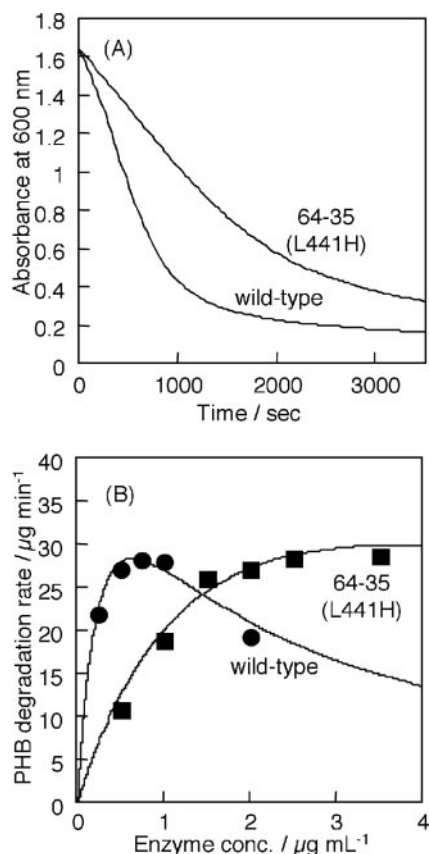 (A)
Absorbance at 600 nm
1.8
1.6
1.4
1.2
1
0.8
0.6
0.4
0.2
0
64-35
(L441H)
wild-type
0 1000 2000 3000
Time / sec
(B)
PHB degradation rate / µg min-1
40
35
30
25
20
15
10
5
0
64-35
(L441H)
wild-type
0 1 2 3 4
Enzyme conc. / µg mL-1